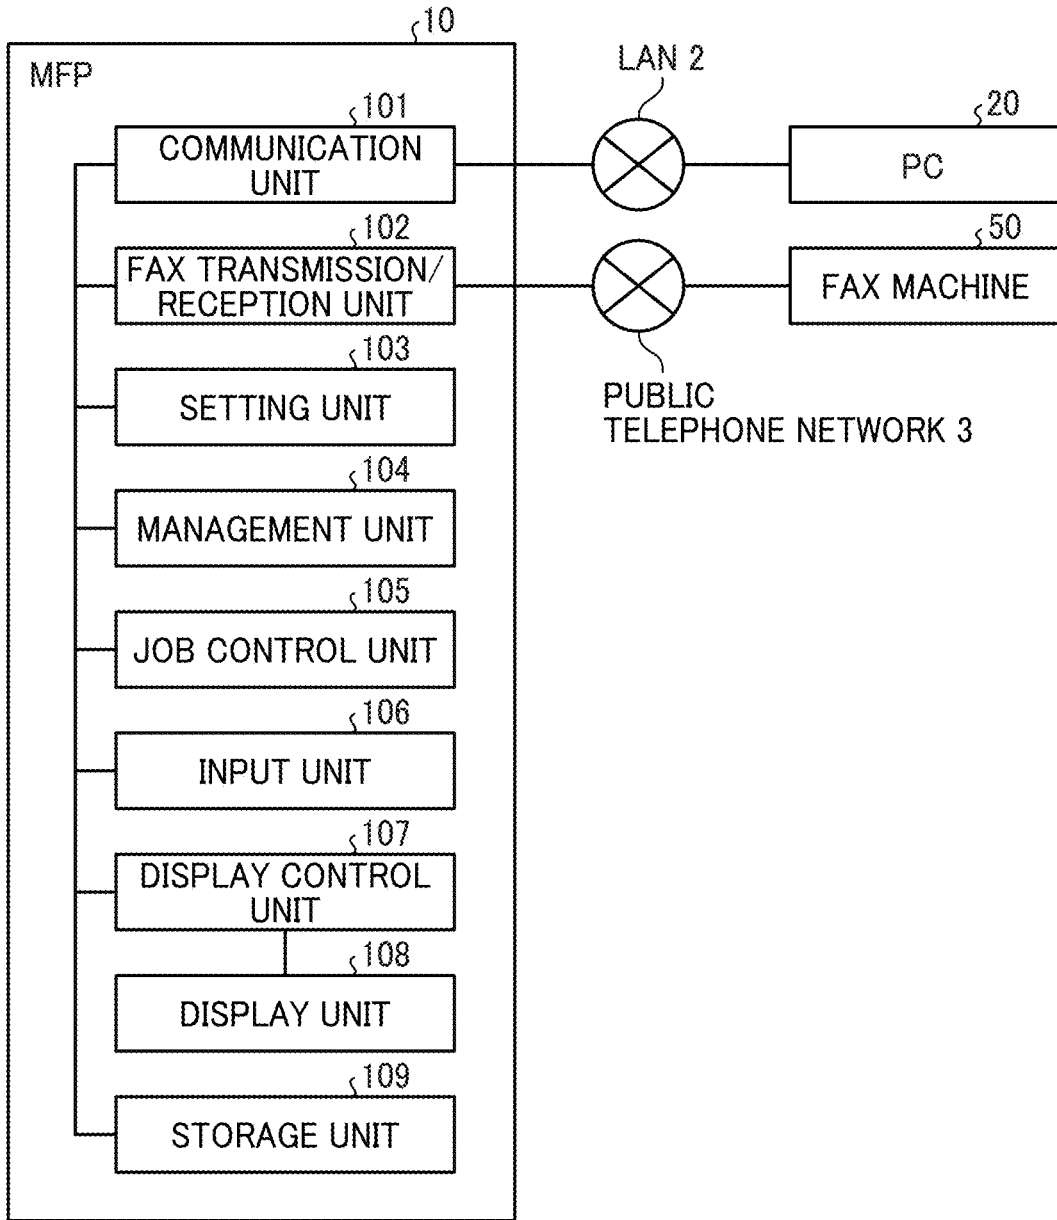 10
MFP
LAN 2
101
COMMUNICATION
UNIT
20
PC
102
FAX TRANSMISSION/
RECEPTION UNIT
50
FAX MACHINE
PUBLIC
TELEPHONE NETWORK 3
103
SETTING UNIT
104
MANAGEMENT UNIT
105
JOB CONTROL UNIT
106
INPUT UNIT
107
DISPLAY CONTROL
UNIT
108
DISPLAY UNIT
109
STORAGE UNIT